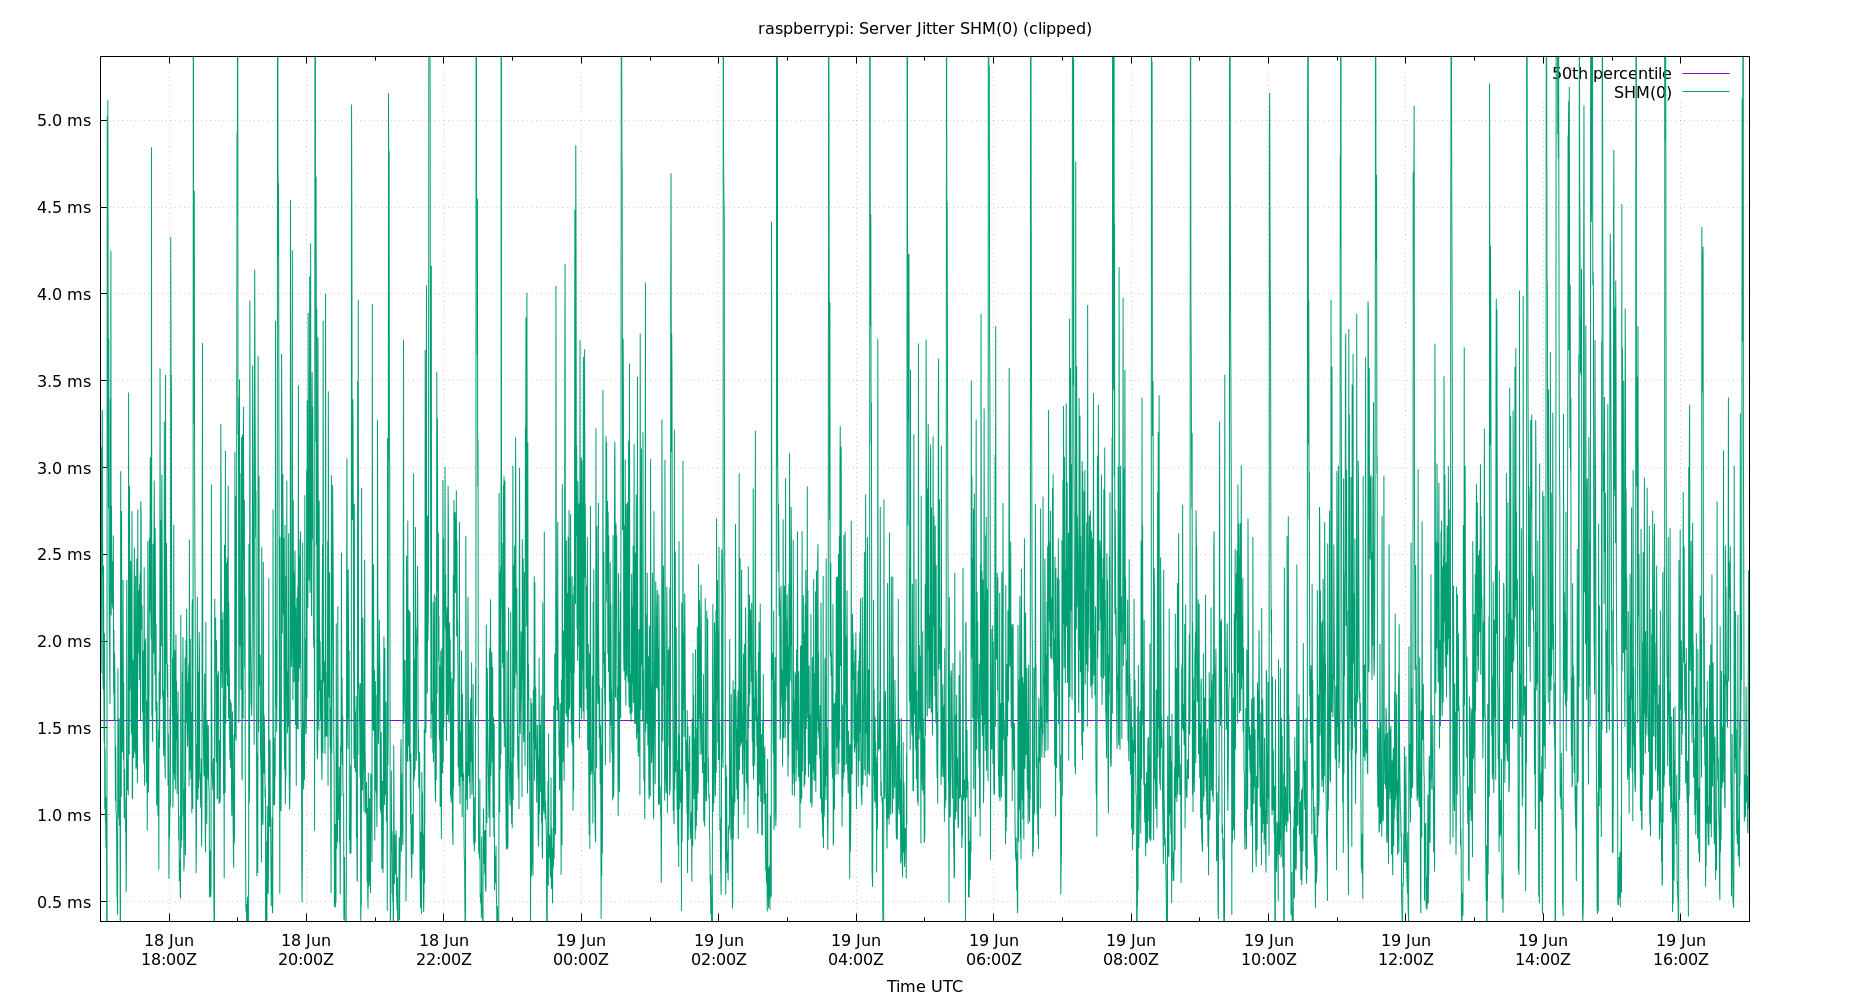 raspberrypi: Server Jitter SHM(0) (clipped)
50th percentile
SHM(0)
5.0 ms
4.5 ms
4.0 ms
3.5 ms
3.0 ms
2.5 ms
2.0 ms
1.5 ms
1.0 ms
0.5 ms
18 Jun 18 Jun 18 Jun 19 Jun 19 Jun 19 Jun 19 Jun 19 Jun 19 Jun 19 Jun 19 Jun 19 Jun
18:00Z 20:00Z 22:00Z 00:00Z 02:00Z 04:00Z 06:00Z 08:00Z 10:00Z 12:00Z 14:00Z 16:00Z
Time UTC